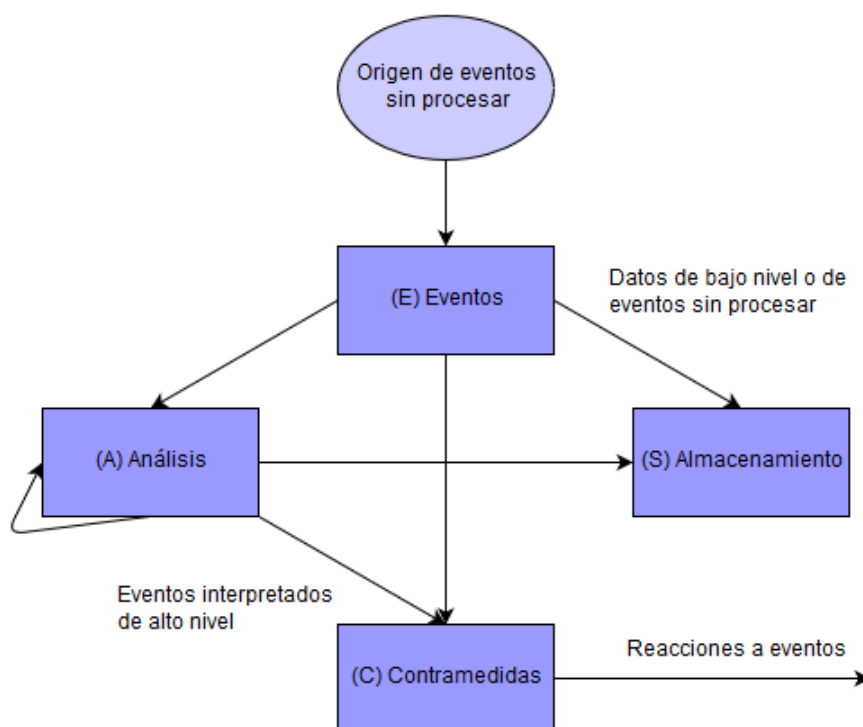 Origen de eventos
sin procesar
(E) Eventos
Datos de bajo nivel o de
eventos sin procesar
(A) Análisis
(S) Almacenamiento
Eventos interpretados
de alto nivel
(C) Contramedidas
Reacciones a eventos